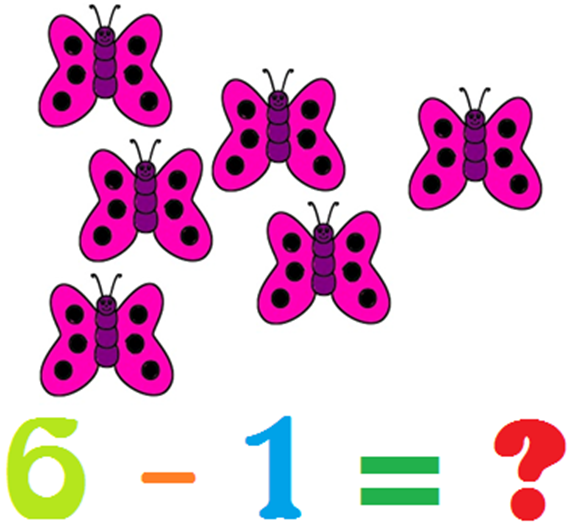 6 - 1 = ?